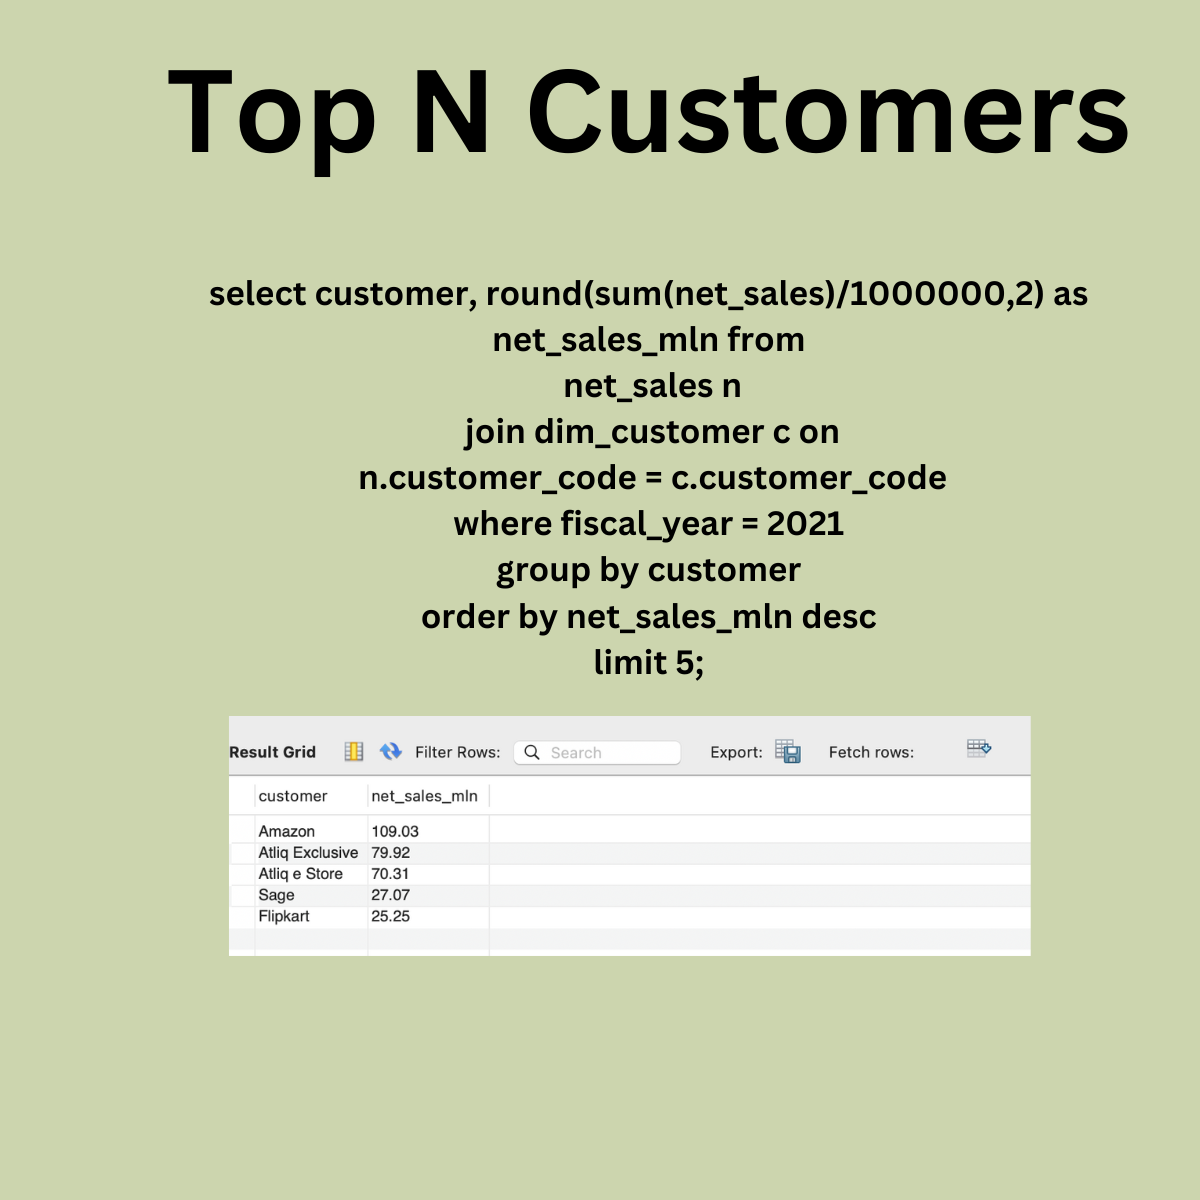 Top N Customers
select customer, round(sum(net_sales)/1000000,2) as
net_sales_mln from
net_sales n
join dim_customer c on
n.customer_code = c.customer_code
where fiscal_year = 2021
group by customer
order by net_sales_mln desc
limit 5;
Result Grid Filter Rows: Search Export: Fetch rows:
customer net_sales_mln
Amazon 109.03
Atliq Exclusive 79.92
Atliq e Store 70.31
Sage 27.07
Flipkart 25.25